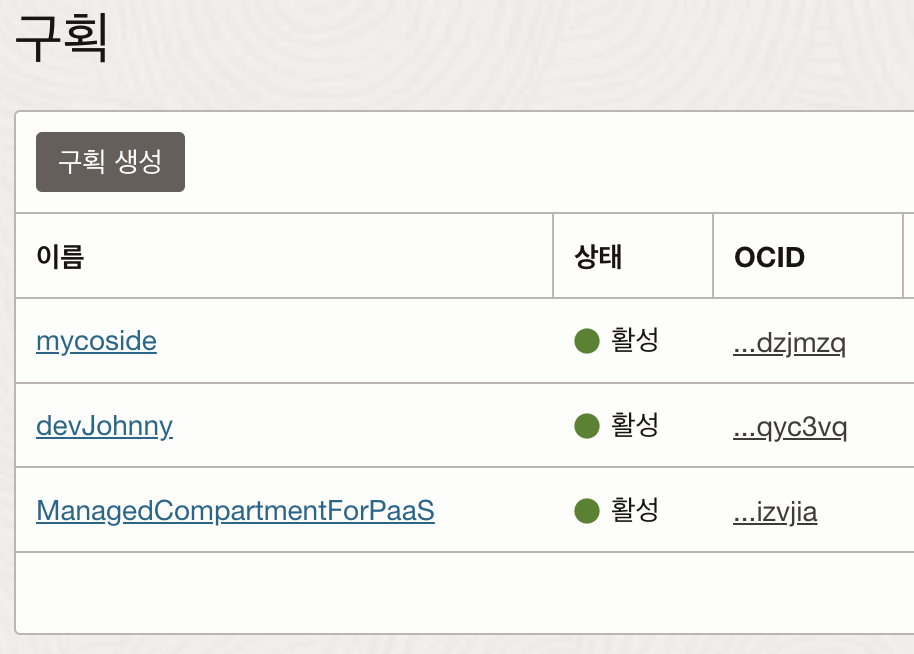 구획
구획 생성
이름 상태 OCID
mycoside 활성 ...dzjmzq
devJohnny 활성 ...qyc3vq
ManagedCompartmentForPaaS 활성 ...izvjia